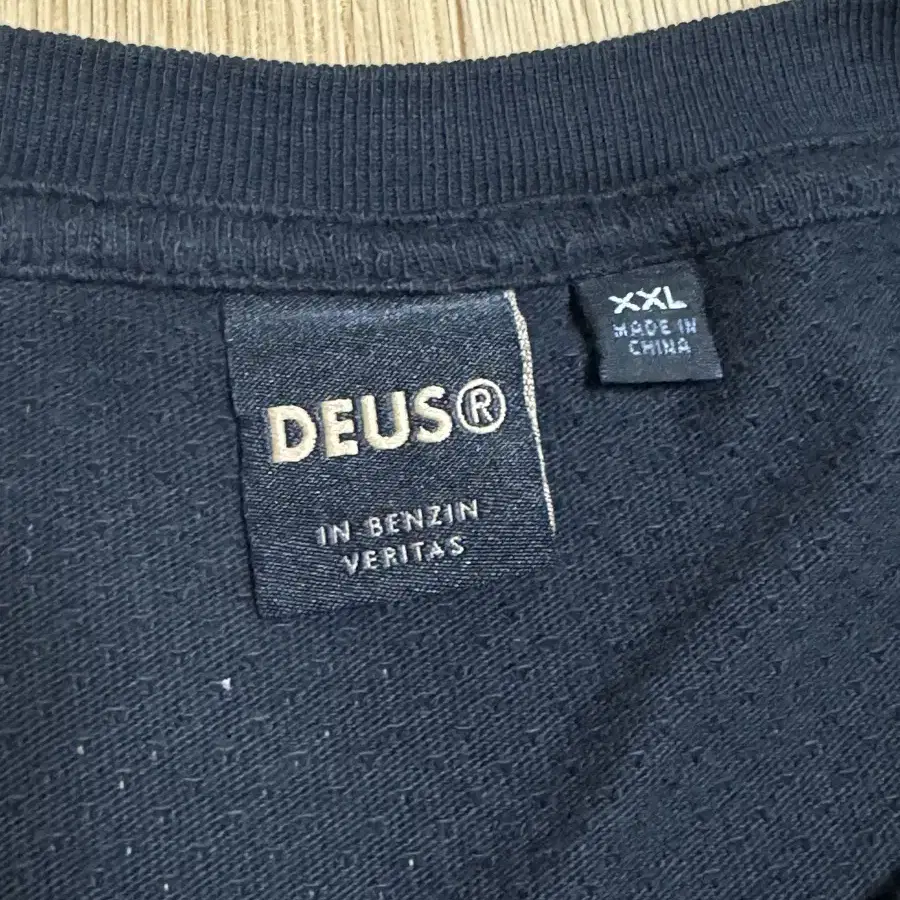 DEUS®
IN BENZIN
VERITAS
XXL
MADE IN
CHINA